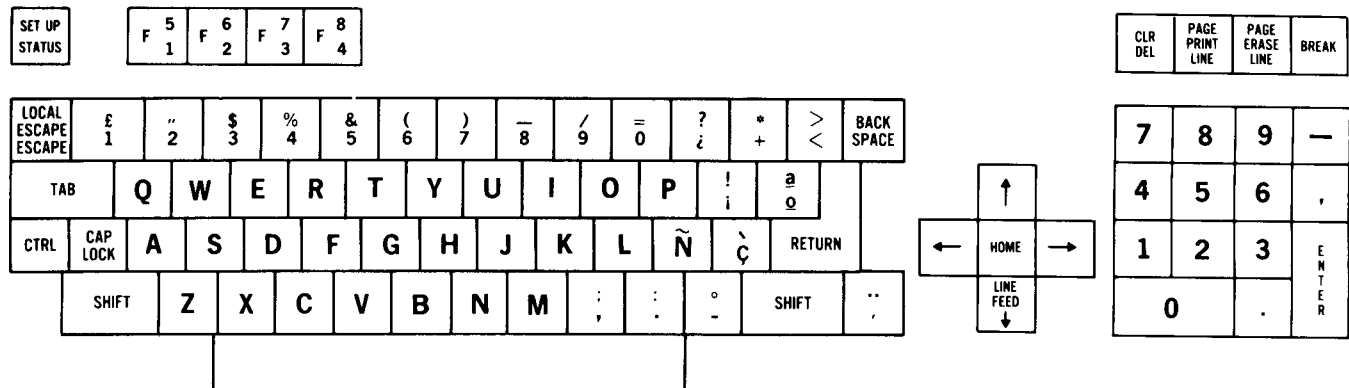 SET UP STATUS F 5 1 F 6 2 F 7 3 F 8 4 CLR DEL PAGE PRINT LINE PAGE ERASE LINE BREAK
LOCAL ESCAPE ESCAPE £ 1 " 2 $ 3 % 4 & 5 ( 6 ) 7 — 8 / 9 = 0 ? ¿ * + > < BACK SPACE 7 8 9 —
TAB Q W E R T Y U I O P ! ¡ ª º ↑ 4 5 6 ,
CTRL CAP LOCK A S D F G H J K L Ñ ` Ç RETURN ← HOME → 1 2 3 ENTER
SHIFT Z X C V B N M ; , : . ° - SHIFT ¨ ´ LINE FEED ↓ 0 .